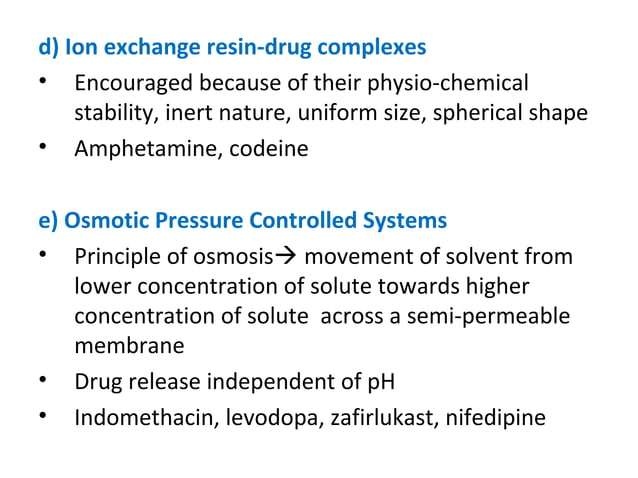 d) Ion exchange resin-drug complexes
• Encouraged because of their physio-chemical
stability, inert nature, uniform size, spherical shape
• Amphetamine, codeine
e) Osmotic Pressure Controlled Systems
• Principle of osmosis→ movement of solvent from
lower concentration of solute towards higher
concentration of solute  across a semi-permeable
membrane
• Drug release independent of pH
• Indomethacin, levodopa, zafirlukast, nifedipine